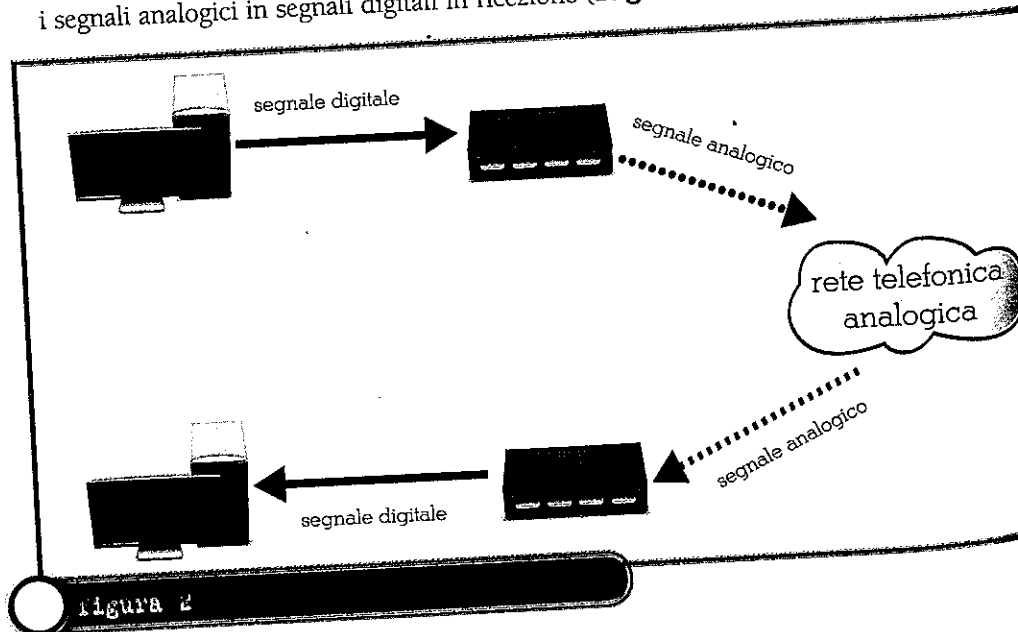 i segnali analogici in segnali digitali in ricezione
segnale digitale
segnale analogico
rete telefonica
analogica
segnale analogico
segnale digitale
figura 2